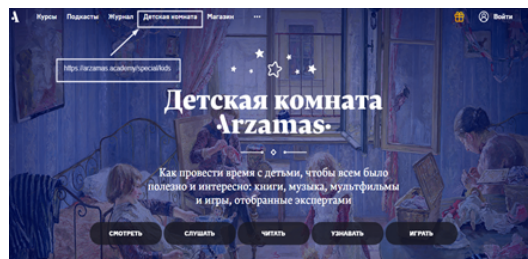 Курсы Подкасты Журнал Детская комната Магазин ... Войти
https://arzamas.academy/special/kids
Детская комната
·Arzamas·
Как провести время с детьми, чтобы всем было
полезно и интересно: книги, музыка, мультфильмы
и игры, отобранные экспертами
СМОТРЕТЬ СЛУШАТЬ ЧИТАТЬ УЗНАВАТЬ ИГРАТЬ